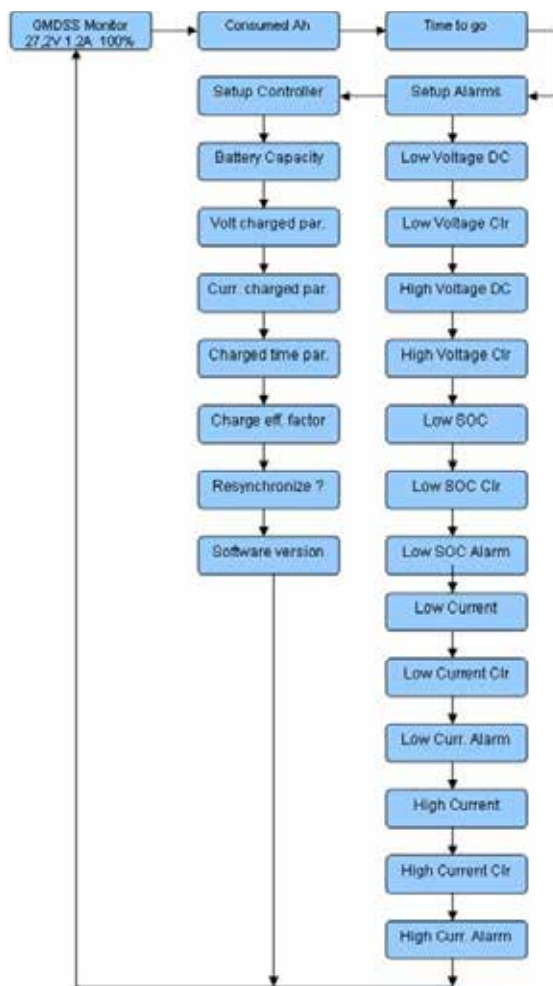 GMDSS Monitor
27,2V 1.2A 100%
Consumed Ah
Time to go
Setup Controller
Setup Alarms
Battery Capacity
Low Voltage DC
Volt charged par.
Low Voltage Clr
Curr. charged par.
High Voltage DC
Charged time par.
High Voltage Clr
Charge eff. factor
Low SOC
Resynchronize ?
Low SOC Clr
Software version
Low SOC Alarm
Low Current
Low Current Clr
Low Curr. Alarm
High Current
High Current Clr
High Curr. Alarm